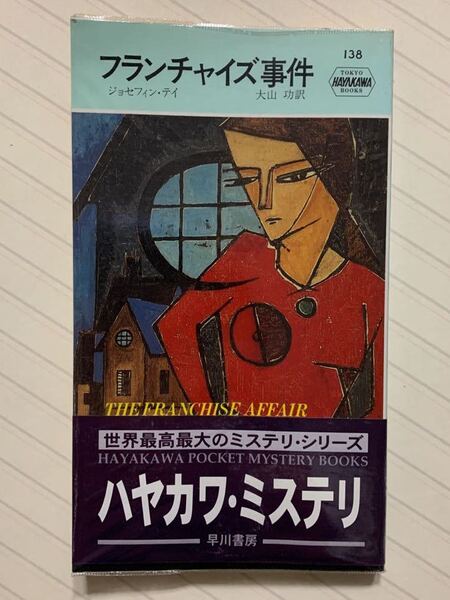 138
フランチャイズ事件
TOKYO
HAYAKAWA
BOOKS
ジョセフィン・テイ
大山 功訳
THE FRANCHISE AFFAIR
世界最高最大のミステリ・シリーズ
HAYAKAWA POCKET MYSTERY BOOKS
ハヤカワ・ミステリ
早川書房